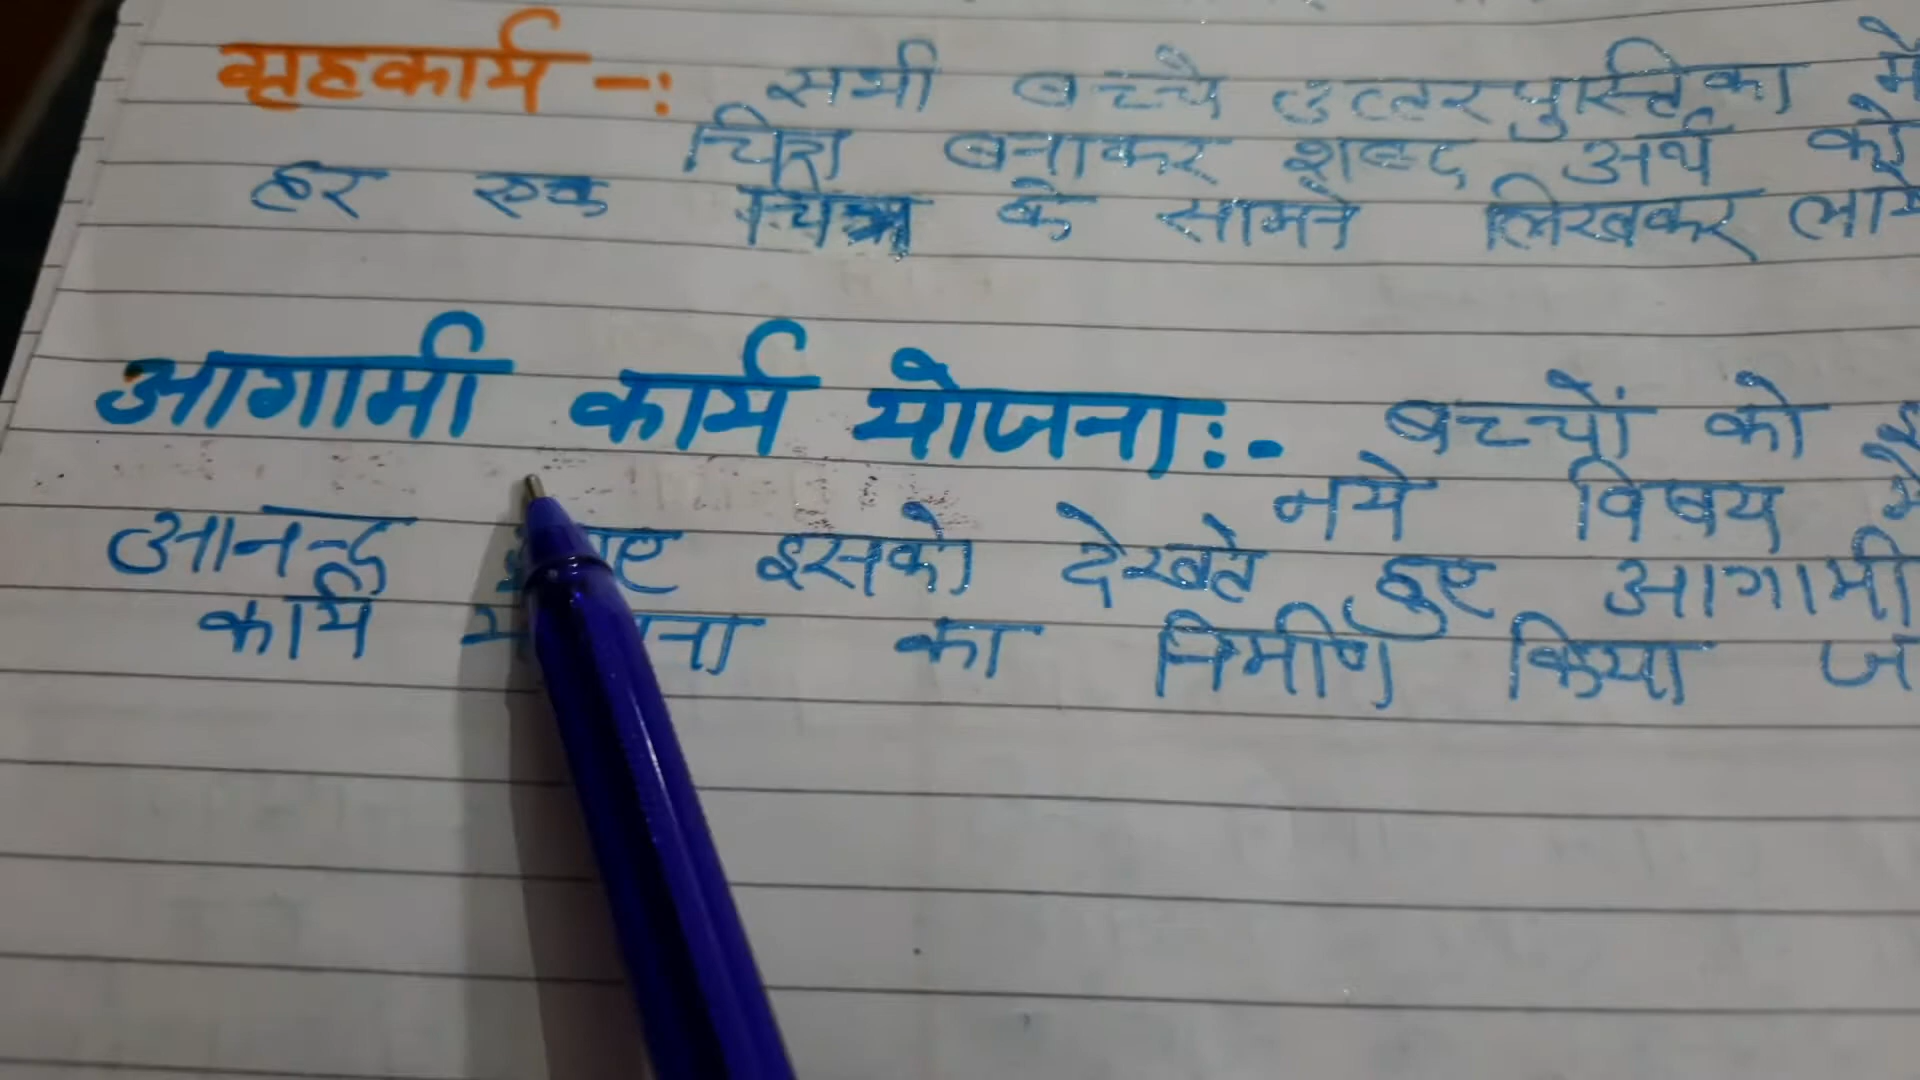 गृहकार्य -: सभी बच्चे उत्तरपुस्तिका मे
चित्र बनाकर शब्द अर्थ को
हर एक चित्र के सामने लिखकर लाये
आगामी कार्य योजना:- बच्चों को
नये विषय मे
आनन्द इसको देखते हुए आगामी
कार्य का निर्माण किया